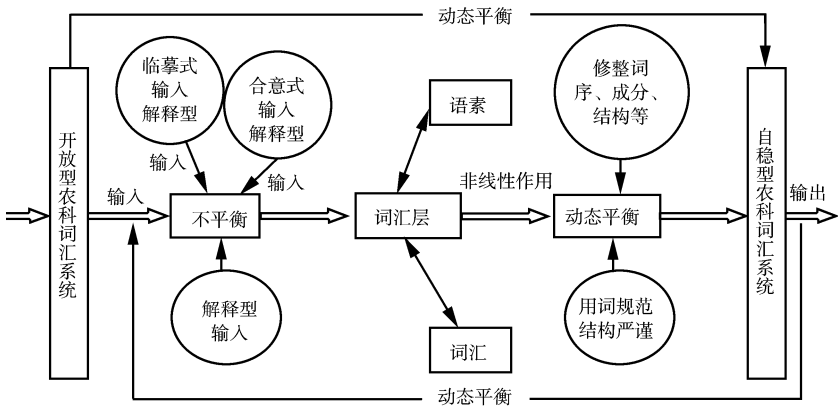 动态平衡
临摹式
输入
解释型
合意式
输入
解释型
修整词
序、成分、
结构等
语素
开放型农科词汇系统
自稳型农科词汇系统
输入
输入
输入
非线性作用
输出
不平衡
词汇层
动态平衡
解释型
输入
用词规范
结构严谨
词汇
动态平衡